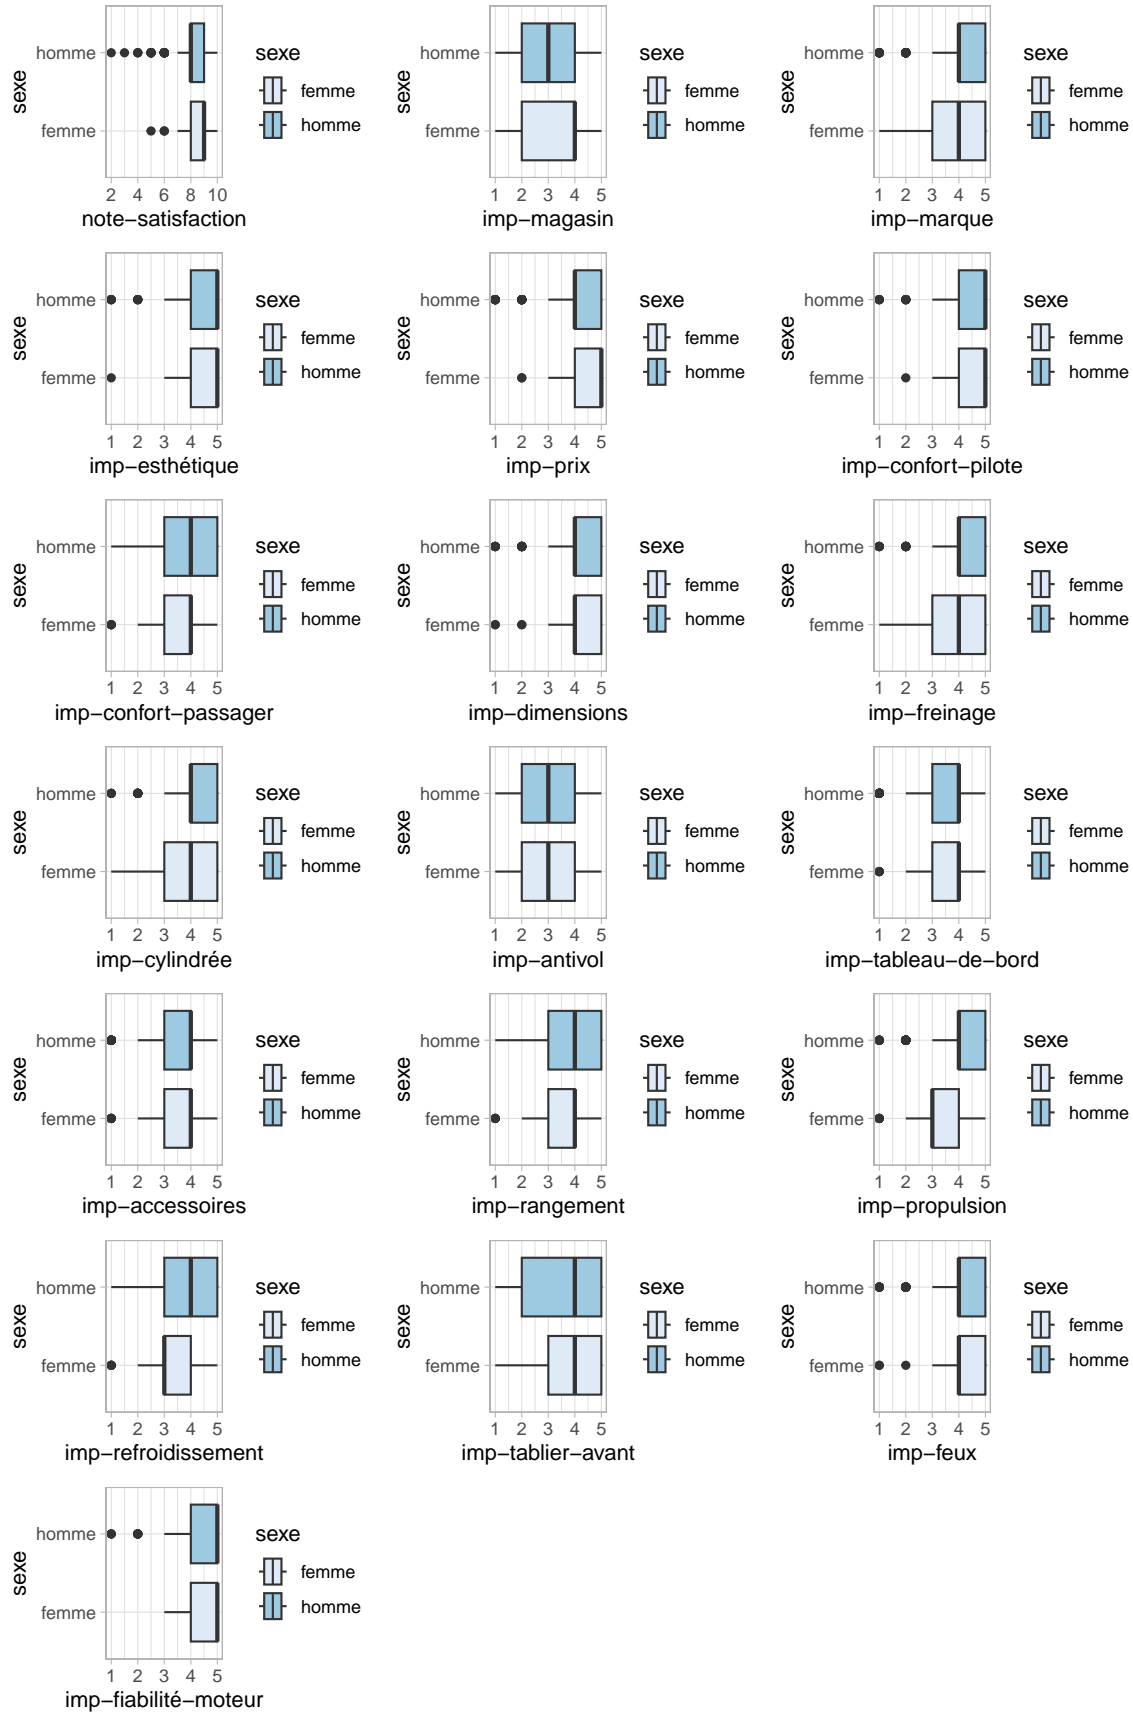 sexe
homme
femme
2 4 6 8 10
note−satisfaction
sexe
femme
homme
sexe
homme
femme
1 2 3 4 5
imp−magasin
sexe
femme
homme
sexe
homme
femme
1 2 3 4 5
imp−marque
sexe
femme
homme
sexe
homme
femme
1 2 3 4 5
imp−esthétique
sexe
femme
homme
sexe
homme
femme
1 2 3 4 5
imp−prix
sexe
femme
homme
sexe
homme
femme
1 2 3 4 5
imp−confort−pilote
sexe
femme
homme
sexe
homme
femme
1 2 3 4 5
imp−confort−passager
sexe
femme
homme
sexe
homme
femme
1 2 3 4 5
imp−dimensions
sexe
femme
homme
sexe
homme
femme
1 2 3 4 5
imp−freinage
sexe
femme
homme
sexe
homme
femme
1 2 3 4 5
imp−cylindrée
sexe
femme
homme
sexe
homme
femme
1 2 3 4 5
imp−antivol
sexe
femme
homme
sexe
homme
femme
1 2 3 4 5
imp−tableau−de−bord
sexe
femme
homme
sexe
homme
femme
1 2 3 4 5
imp−accessoires
sexe
femme
homme
sexe
homme
femme
1 2 3 4 5
imp−rangement
sexe
femme
homme
sexe
homme
femme
1 2 3 4 5
imp−propulsion
sexe
femme
homme
sexe
homme
femme
1 2 3 4 5
imp−refroidissement
sexe
femme
homme
sexe
homme
femme
1 2 3 4 5
imp−tablier−avant
sexe
femme
homme
sexe
homme
femme
1 2 3 4 5
imp−feux
sexe
femme
homme
sexe
homme
femme
1 2 3 4 5
imp−fiabilité−moteur
sexe
femme
homme